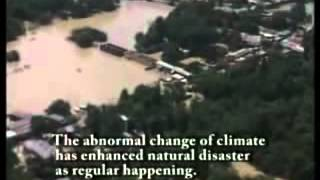 The abnormal change of climate
has enhanced natural disaster
as regular happening.